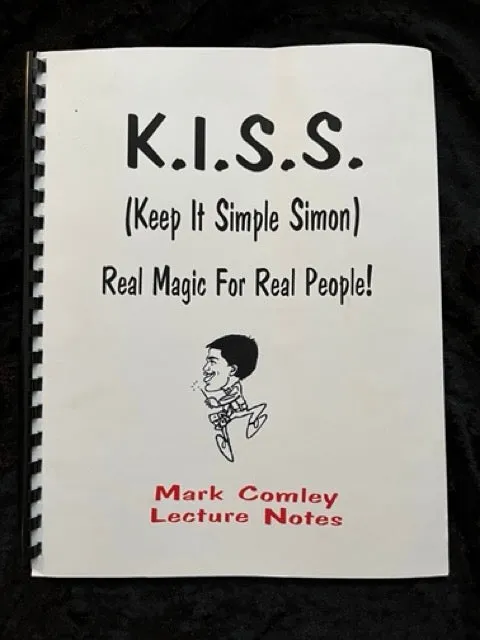 K.I.S.S.
(Keep It Simple Simon)
Real Magic For Real People!
Mark Comley
Lecture Notes